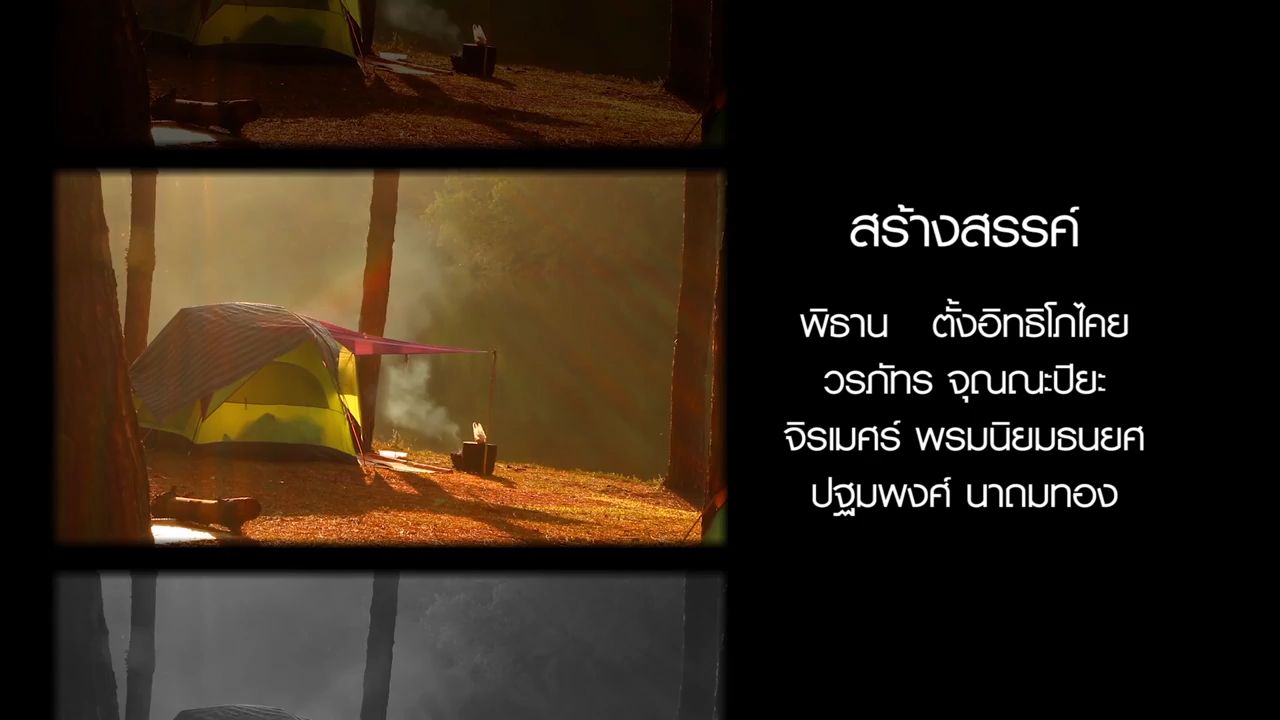 สร้างสรรค์
พิธาน ตั้งอิทธิโภไคย
วรภัทร จุณณะปิยะ
จิรเมศร์ พรมนิยมธนยศ
ปฐมพงศ์ นาถมทอง